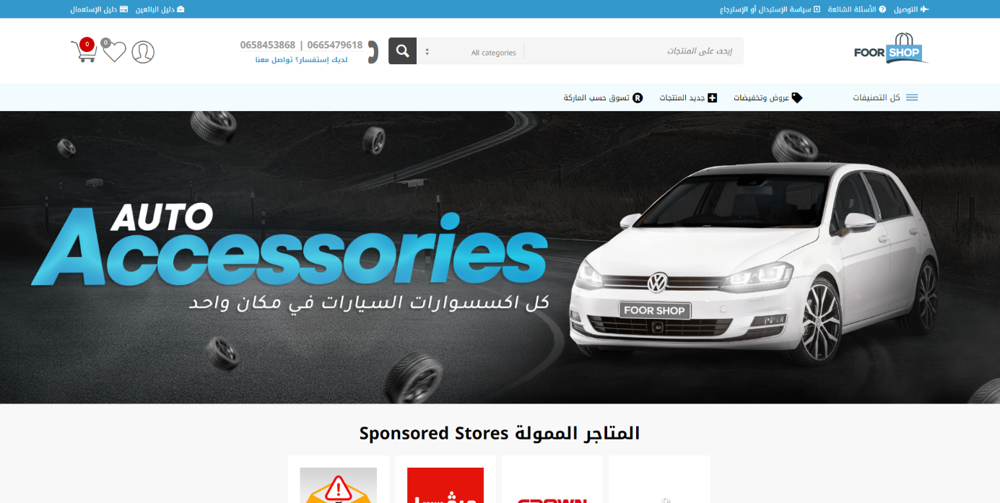 التوصيل
الأسئلة الشائعة
سياسة الإستبدال أو الإسترجاع
دليل البائعين
دليل الإستعمال
FOOR SHOP
إبحث على المنتجات
All categories
0658453868 | 0665479618
لديك إستفسار؟ تواصل معنا
0
0
كل التصنيفات
عروض وتخفيضات
جديد المنتجات
R تسوق حسب الماركة
AUTO
Accessories
كل اكسسوارات السيارات في مكان واحد
FOOR SHOP
المتاجر الممولة Sponsored Stores
CROWN